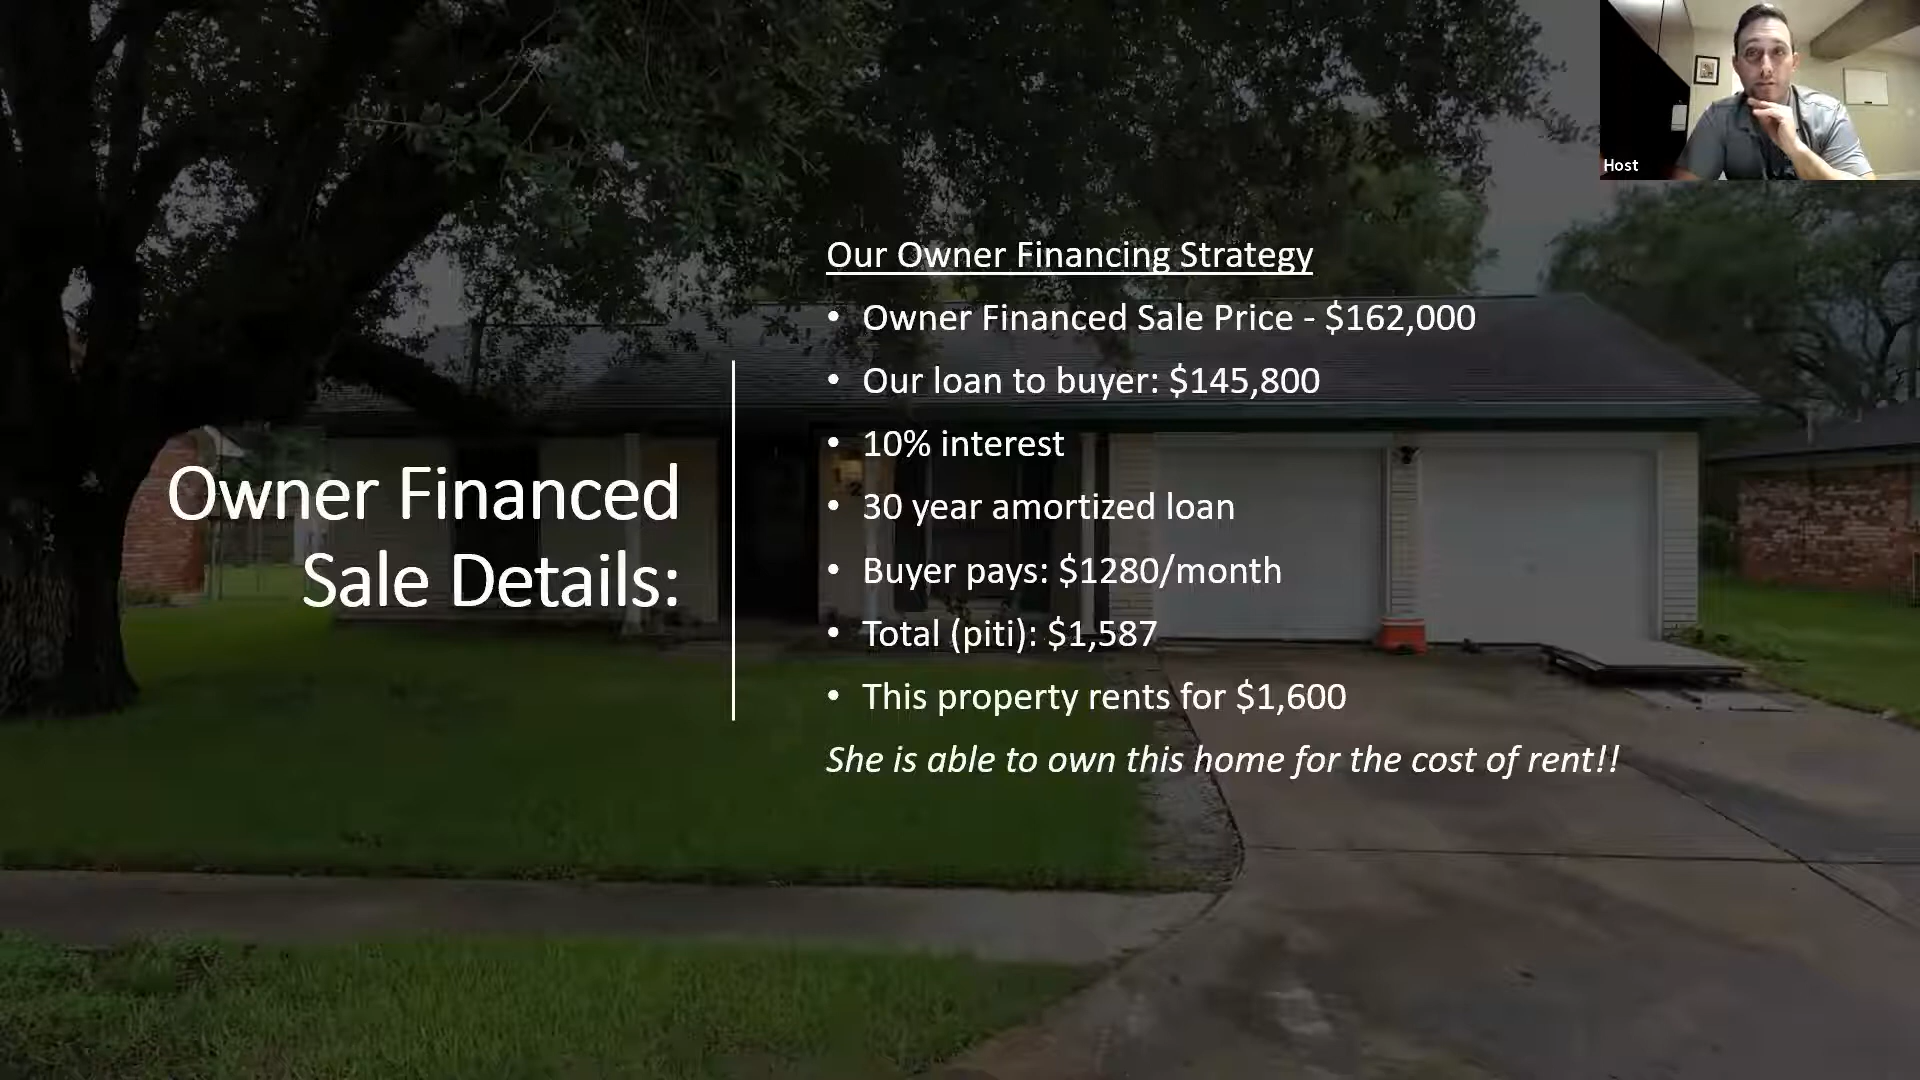 Host
Owner Financed
Sale Details:
Our Owner Financing Strategy
• Owner Financed Sale Price - $162,000
• Our loan to buyer: $145,800
• 10% interest
• 30 year amortized loan
• Buyer pays: $1280/month
• Total (piti): $1,587
• This property rents for $1,600
She is able to own this home for the cost of rent!!